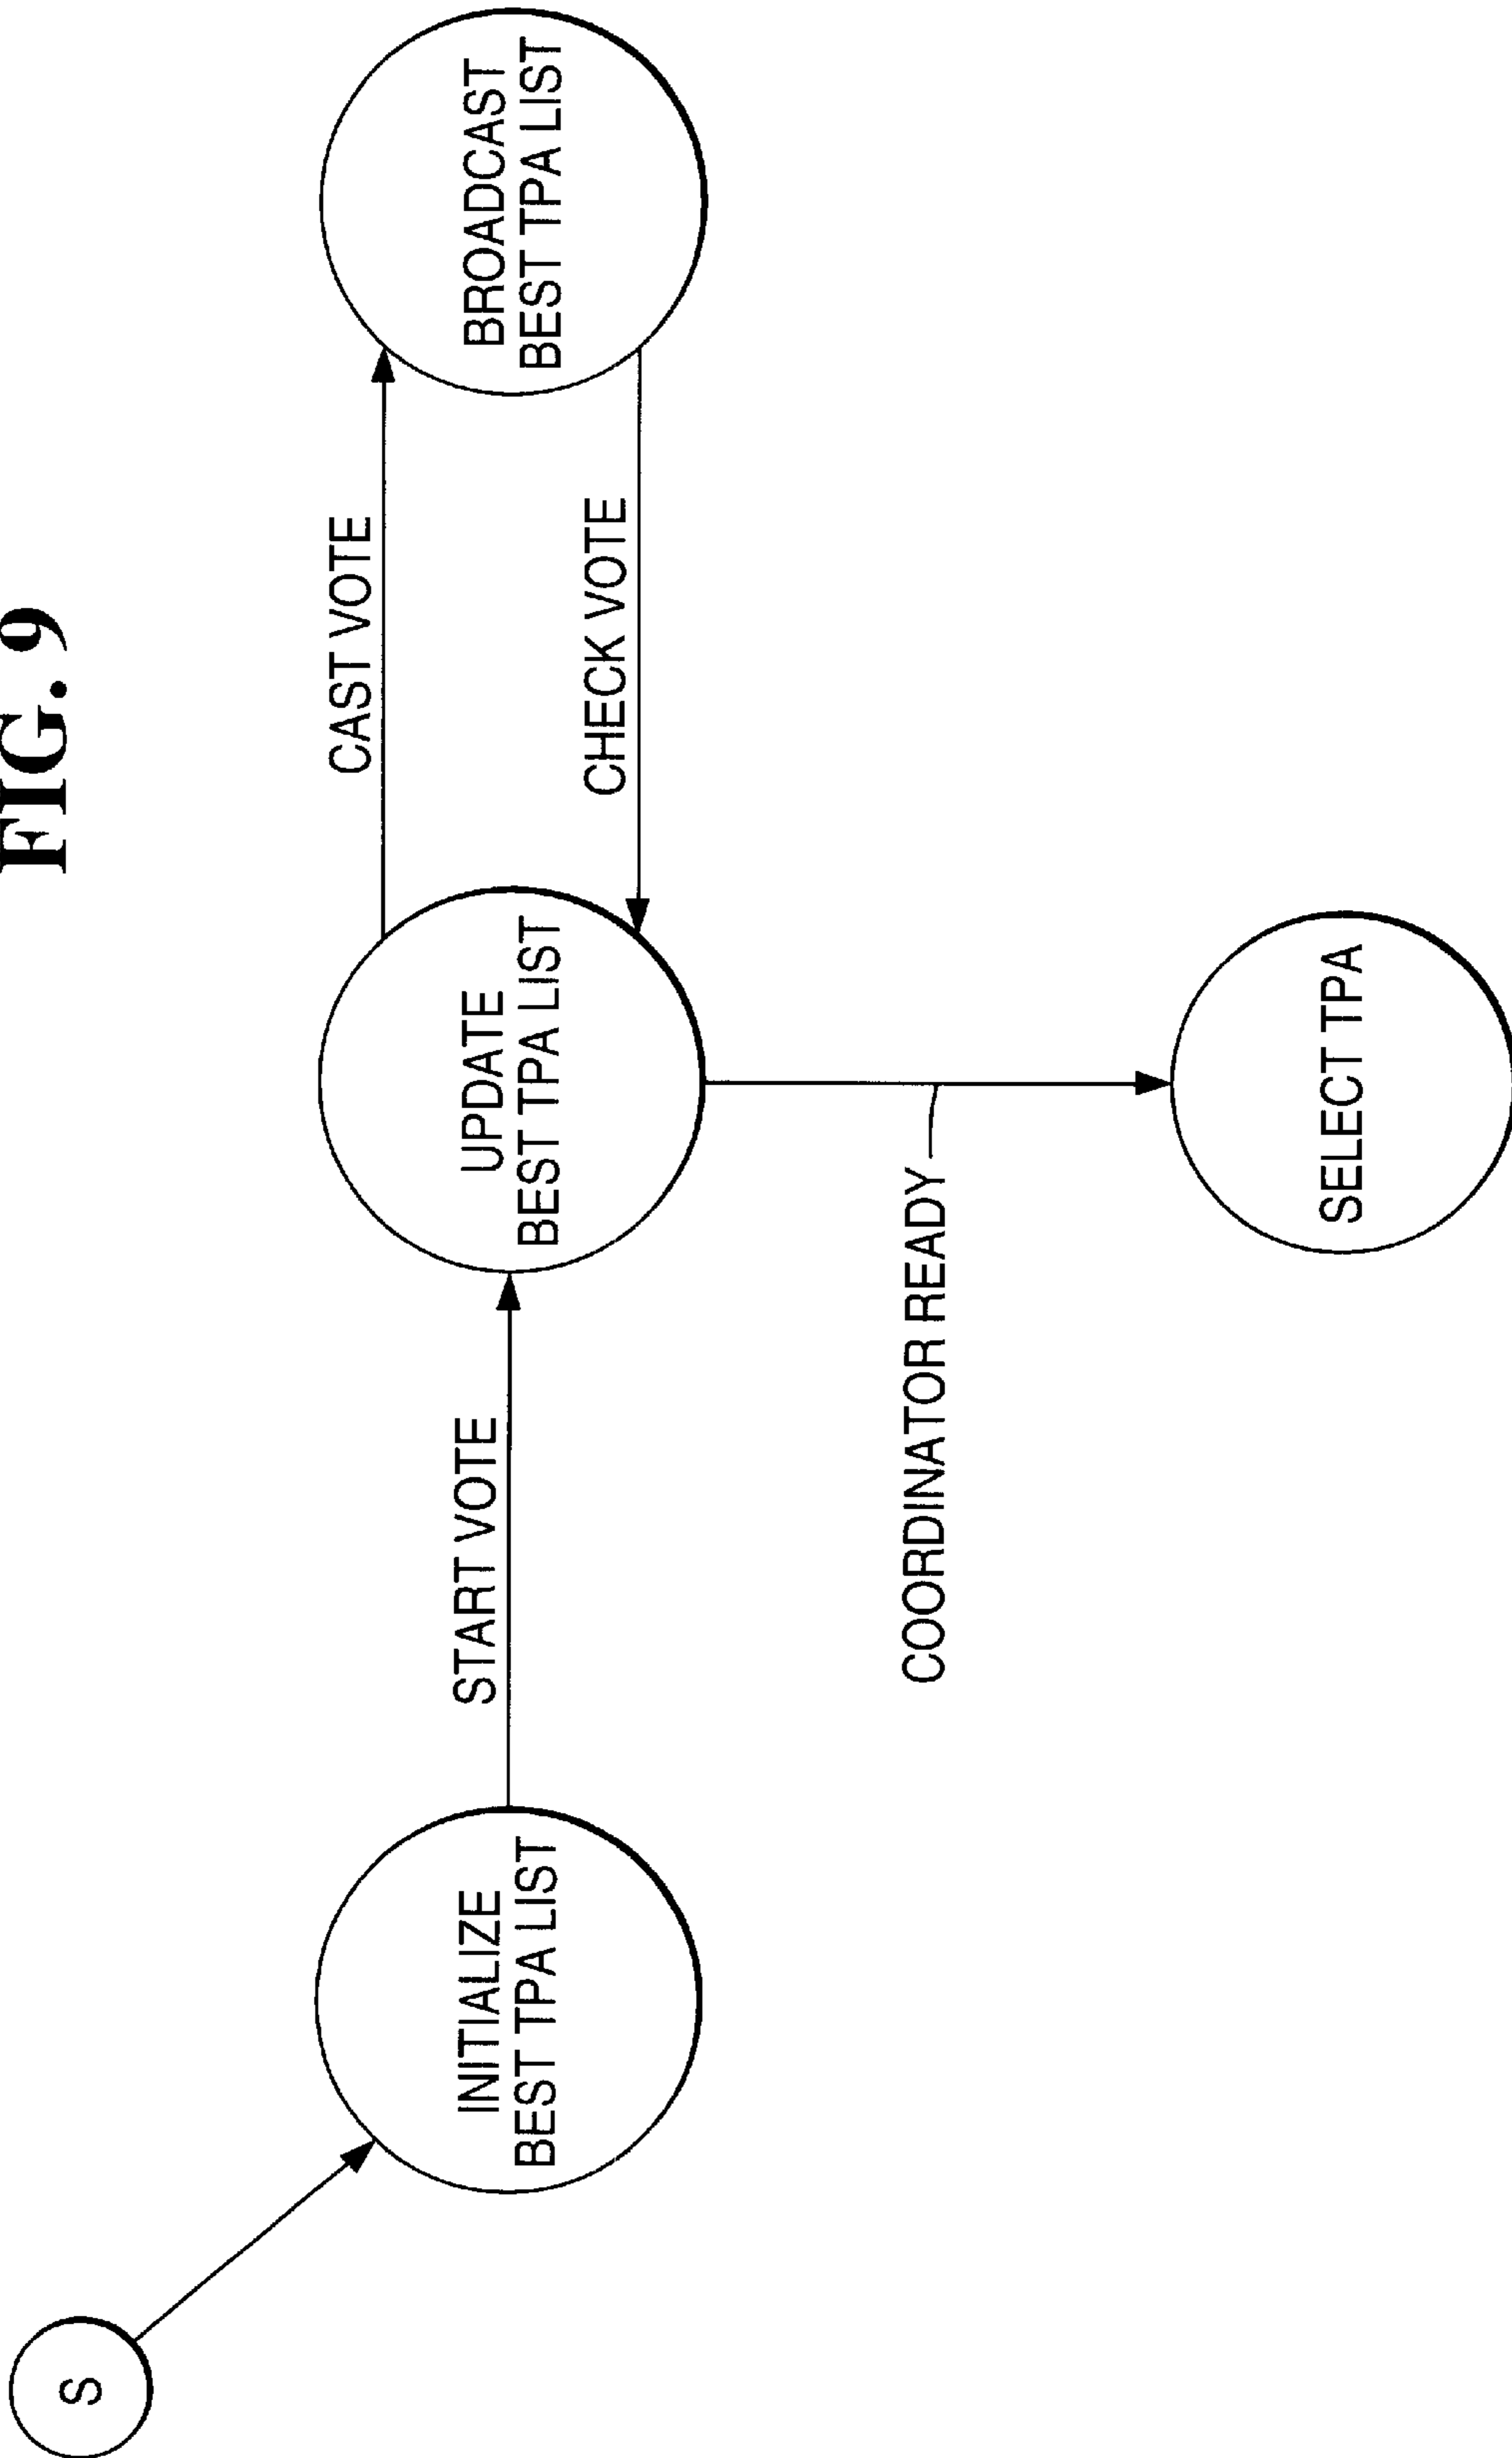 FIG. 9
S
INITIALIZE
BEST TPA LIST
START VOTE
UPDATE
BEST TPA LIST
CAST VOTE
CHECK VOTE
BROADCAST
BEST TPA LIST
COORDINATOR READY
SELECT TPA